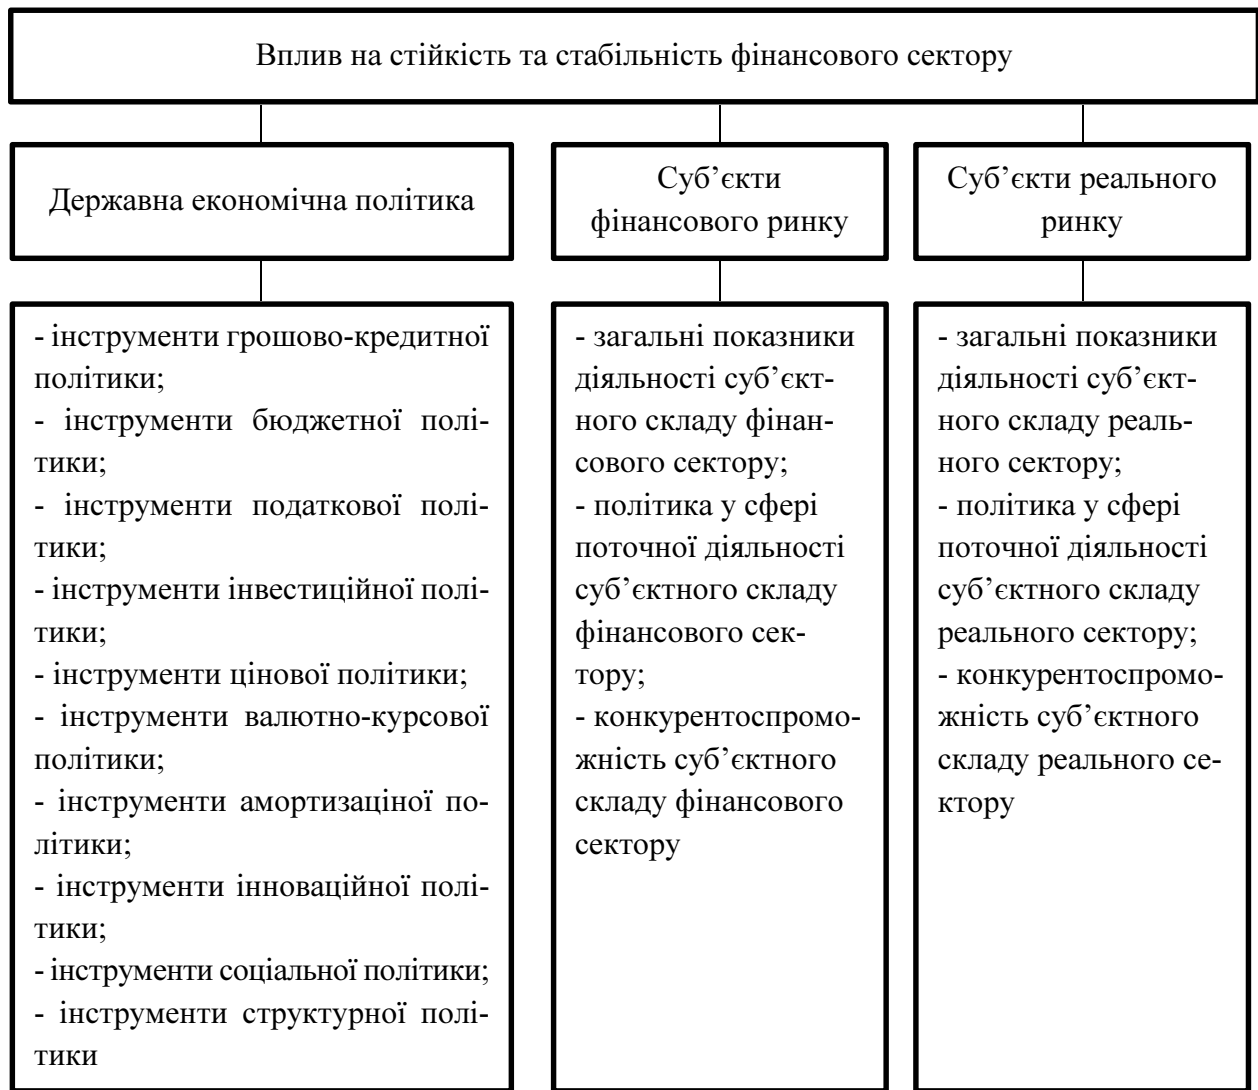 Вплив на стійкість та стабільність фінансового сектору
Державна економічна політика
Суб’єкти
фінансового ринку
Суб’єкти реального
ринку
- інструменти грошово-кредитної
політики;
- інструменти бюджетної полі-
тики;
- інструменти податкової полі-
тики;
- інструменти інвестиційної полі-
тики;
- інструменти цінової політики;
- інструменти валютно-курсової
політики;
- інструменти амортизаціної по-
літики;
- інструменти інноваційної полі-
тики;
- інструменти соціальної політики;
- інструменти структурної полі-
тики
- загальні показники
діяльності суб’єкт-
ного складу фінан-
сового сектору;
- політика у сфері
поточної діяльності
суб’єктного складу
фінансового сек-
тору;
- конкурентоспромо-
жність суб’єктного
складу фінансового
сектору
- загальні показники
діяльності суб’єкт-
ного складу реаль-
ного сектору;
- політика у сфері
поточної діяльності
суб’єктного складу
реального сектору;
- конкурентоспромо-
жність суб’єктного
складу реального се-
ктору